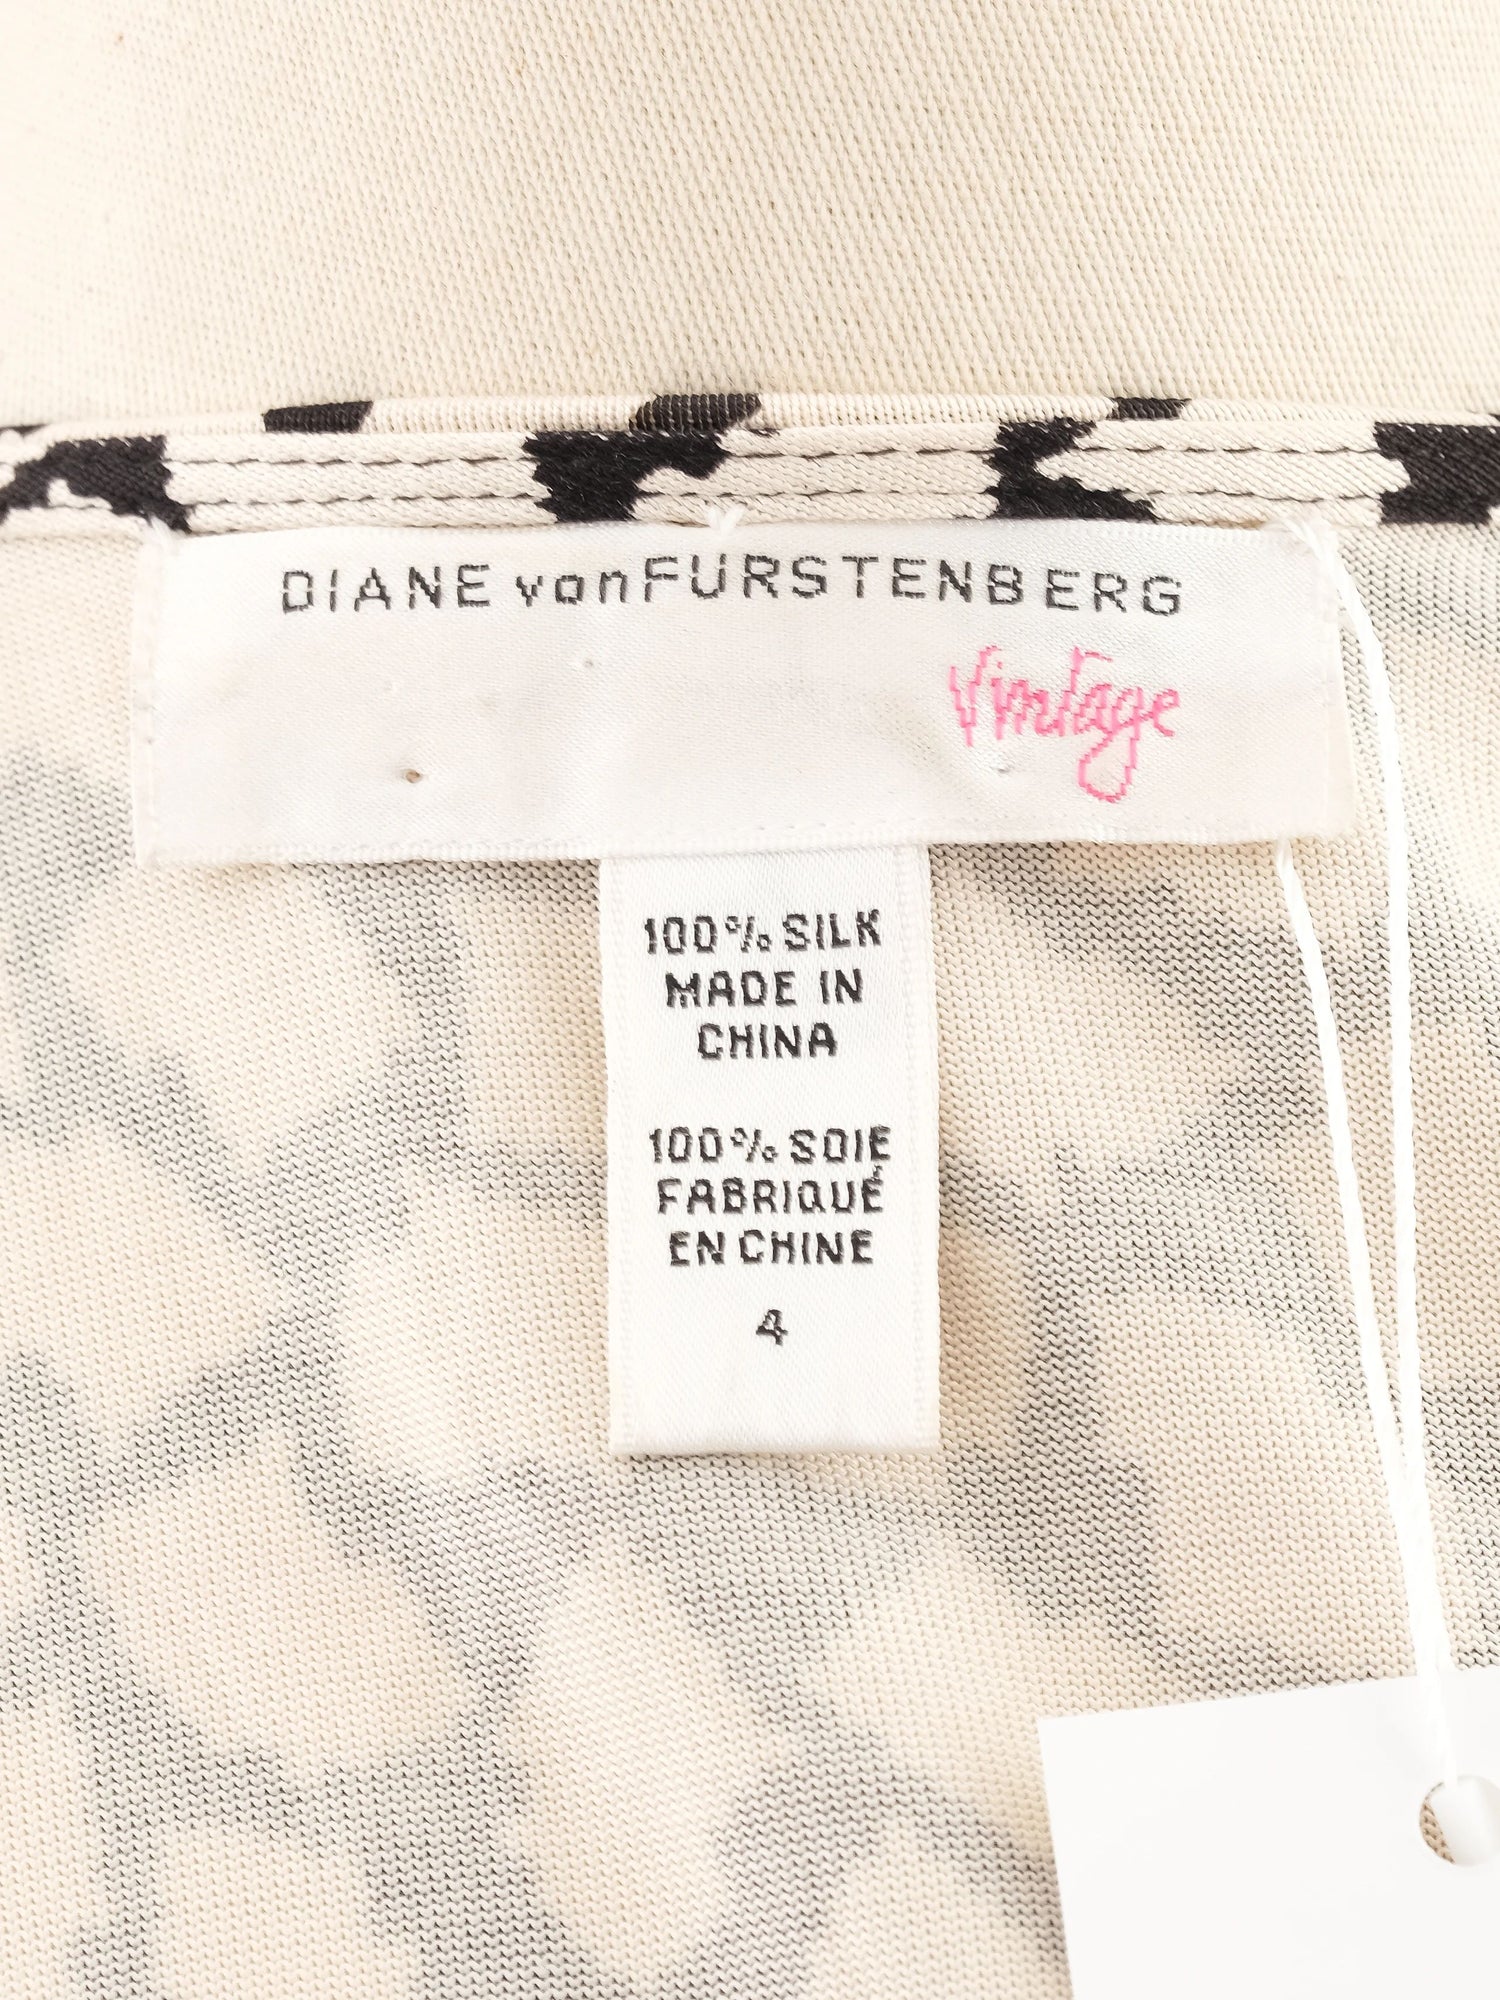 DIANE von FURSTENBERG
Vintage
100% SILK
MADE IN
CHINA
100% SOIE
FABRIQUÉ
EN CHINE
4